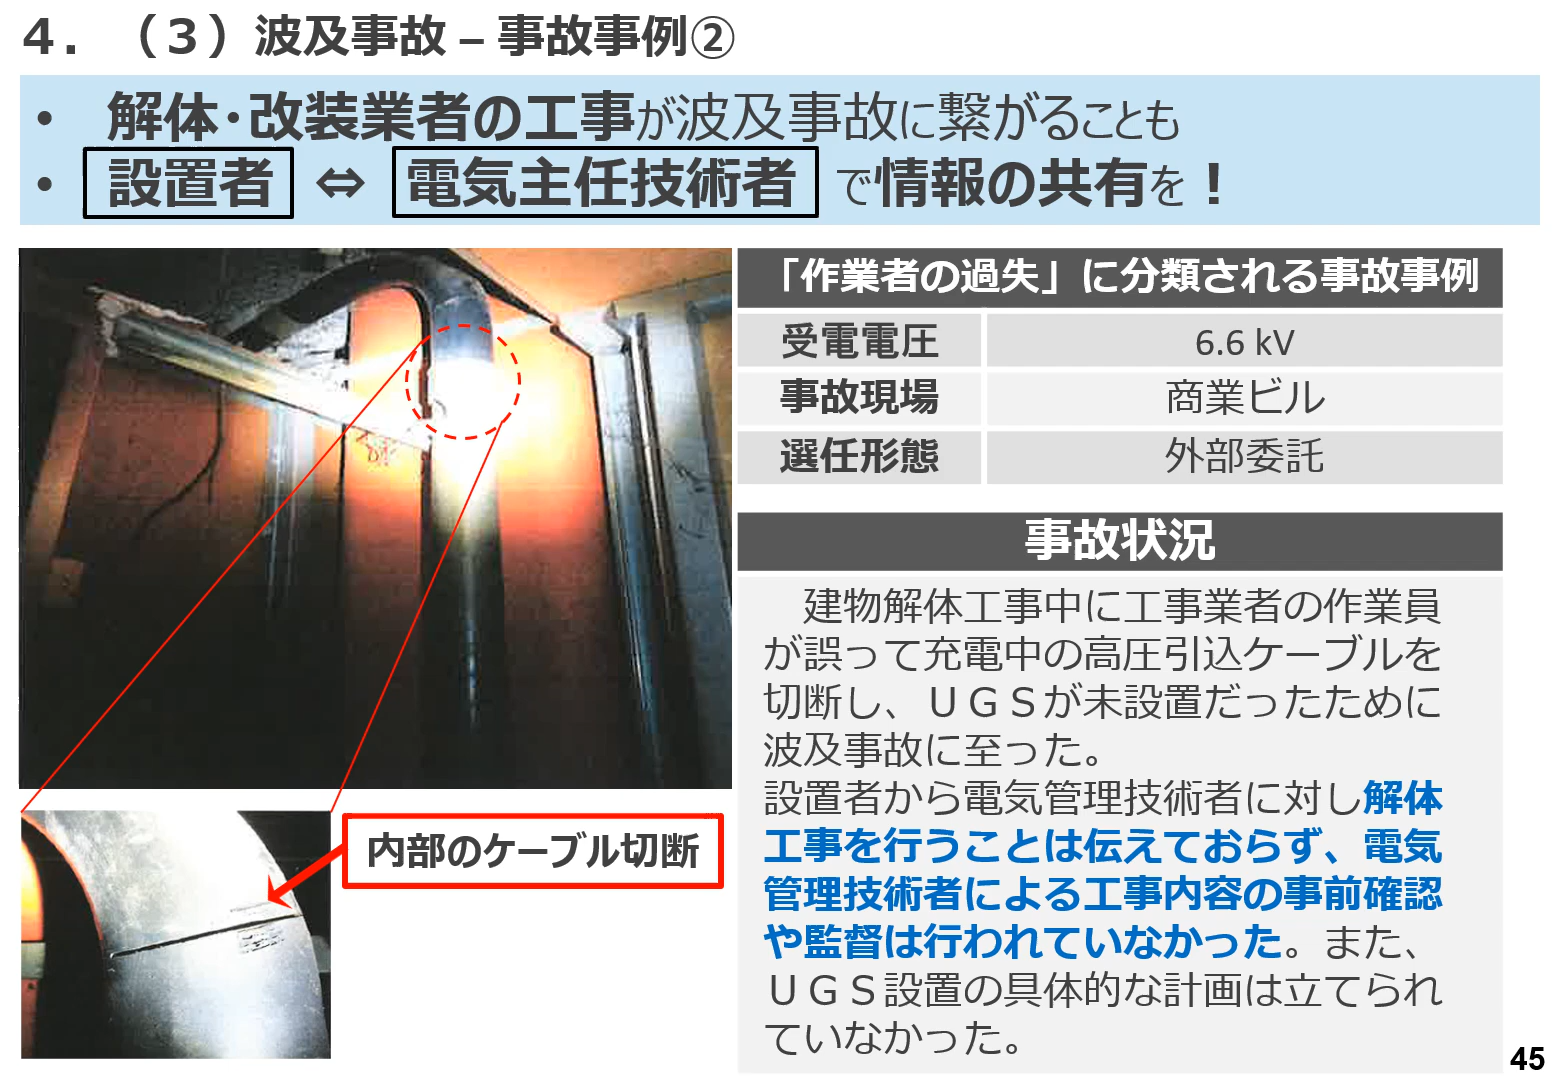 ４．（３）波及事故 – 事故事例②
• 解体･改装業者の工事が波及事故に繋がることも
• 設置者 ⇔ 電気主任技術者 で情報の共有を！
「作業者の過失」に分類される事故事例
受電電圧 6.6 kV
事故現場 商業ビル
選任形態 外部委託
内部のケーブル切断
事故状況
建物解体工事中に工事業者の作業員
が誤って充電中の高圧引込ケーブルを
切断し、ＵＧＳが未設置だったために
波及事故に至った。
設置者から電気管理技術者に対し解体
工事を行うことは伝えておらず、電気
管理技術者による工事内容の事前確認
や監督は行われていなかった。また、
ＵＧＳ設置の具体的な計画は立てられ
ていなかった。
45